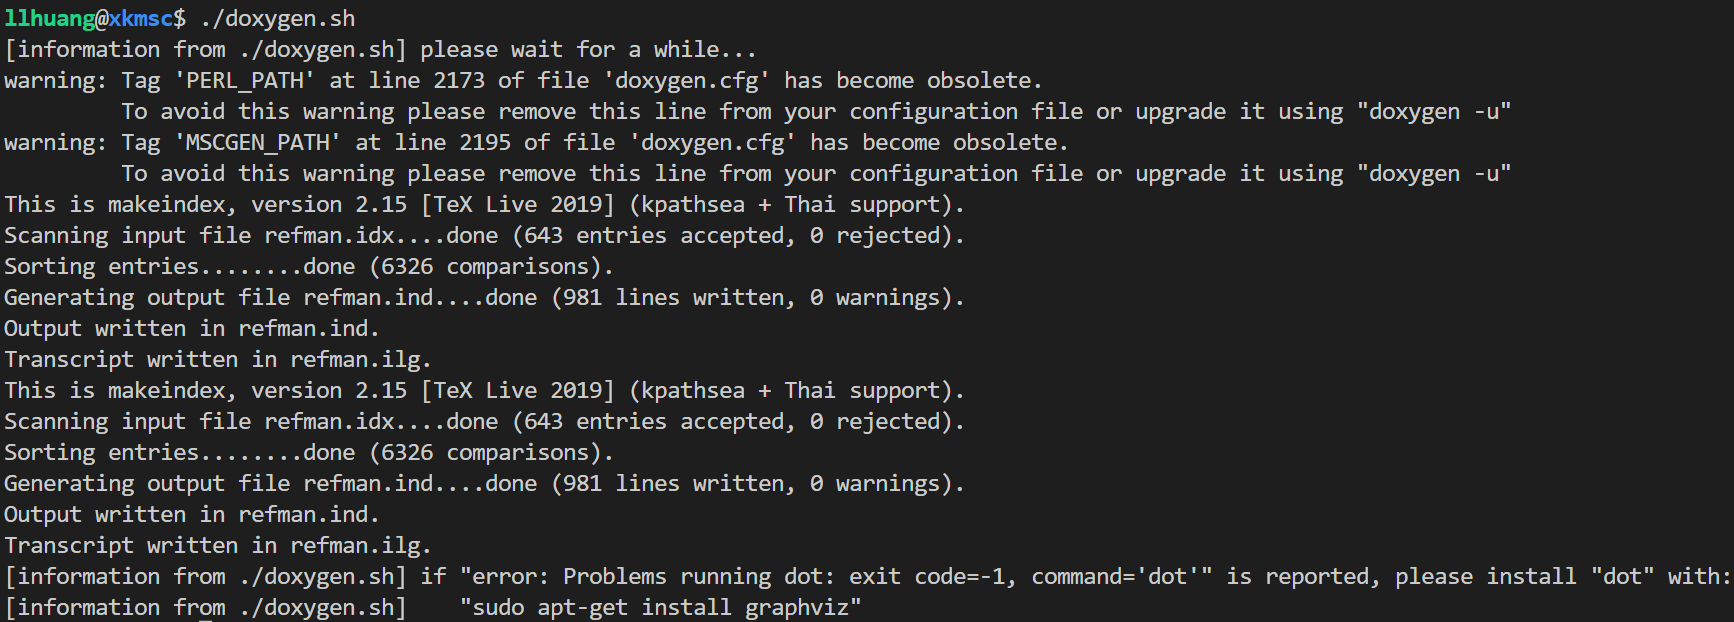 llhuang@xkmsc$ ./doxygen.sh
[information from ./doxygen.sh] please wait for a while...
warning: Tag 'PERL_PATH' at line 2173 of file 'doxygen.cfg' has become obsolete.
         To avoid this warning please remove this line from your configuration file or upgrade it using "doxygen -u"
warning: Tag 'MSCGEN_PATH' at line 2195 of file 'doxygen.cfg' has become obsolete.
         To avoid this warning please remove this line from your configuration file or upgrade it using "doxygen -u"
This is makeindex, version 2.15 [TeX Live 2019] (kpathsea + Thai support).
Scanning input file refman.idx....done (643 entries accepted, 0 rejected).
Sorting entries........done (6326 comparisons).
Generating output file refman.ind....done (981 lines written, 0 warnings).
Output written in refman.ind.
Transcript written in refman.ilg.
This is makeindex, version 2.15 [TeX Live 2019] (kpathsea + Thai support).
Scanning input file refman.idx....done (643 entries accepted, 0 rejected).
Sorting entries........done (6326 comparisons).
Generating output file refman.ind....done (981 lines written, 0 warnings).
Output written in refman.ind.
Transcript written in refman.ilg.
[information from ./doxygen.sh] if "error: Problems running dot: exit code=-1, command='dot'" is reported, please install "dot" with:
[information from ./doxygen.sh]    "sudo apt-get install graphviz"